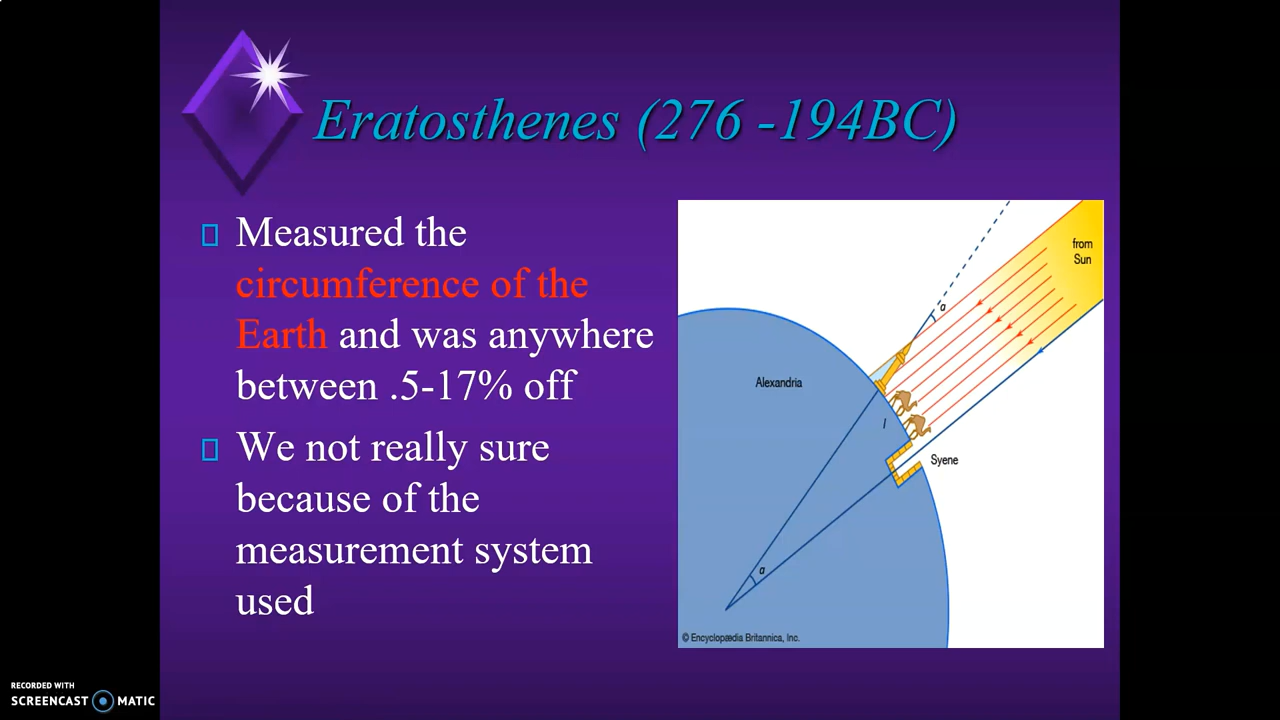 Eratosthenes (276 -194BC)
Measured the
circumference of the
Earth and was anywhere
between .5-17% off
We not really sure
because of the
measurement system
used
from
Sun
α
Alexandria
l
Syene
α
© Encyclopædia Britannica, Inc.
RECORDED WITH
SCREENCAST MATIC